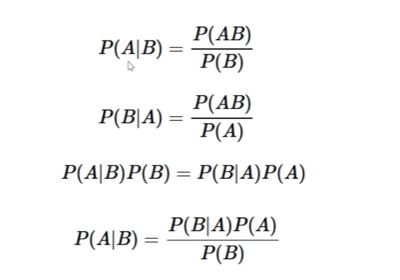 P(A|B) = P(AB) / P(B)
P(B|A) = P(AB) / P(A)
P(A|B)P(B) = P(B|A)P(A)
P(A|B) = P(B|A)P(A) / P(B)